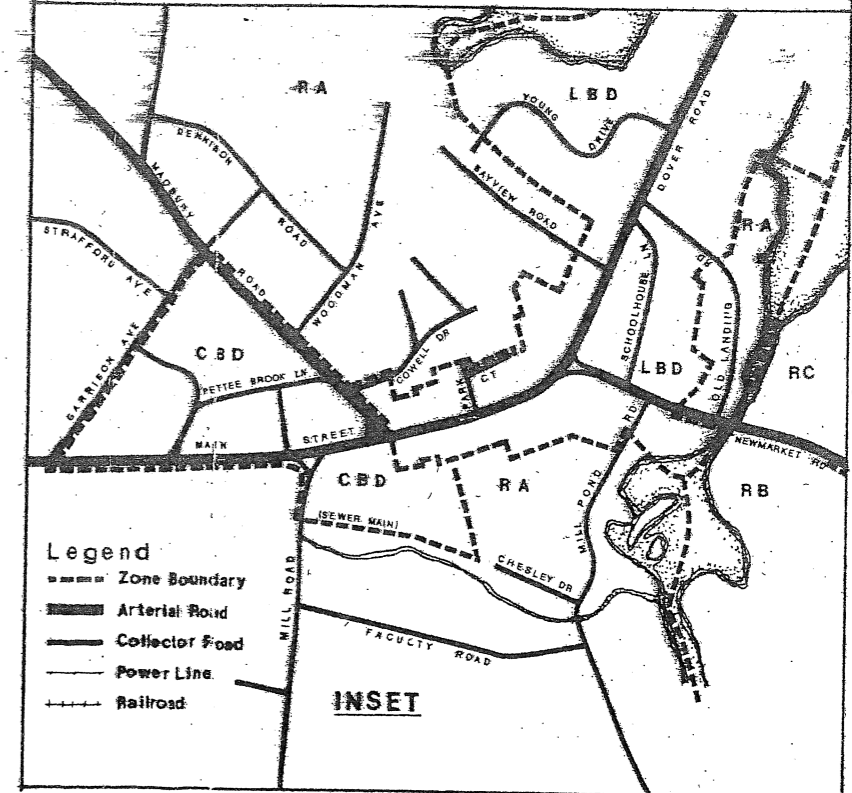 RA
LBD
YOUNG DRIVE
DOVER ROAD
DENNISON ROAD
MADBURY ROAD
BAYVIEW ROAD
WOODMAN AVE
STRAFFORD AVE
RA
SCHOOLHOUSE LN
OLD LANDING RD
GARRISON AVE
CBD
COWELL DR
PETTEE BROOK LN
PARK CT
LBD
RC
MAIN STREET
NEWMARKET RD
CBD
RA
RB
MILL POND RD
(SEWER MAIN)
CHESLEY DR
MILL ROAD
FACULTY ROAD
Legend
Zone Boundary
Arterial Road
Collector Road
Power Line
Railroad
INSET